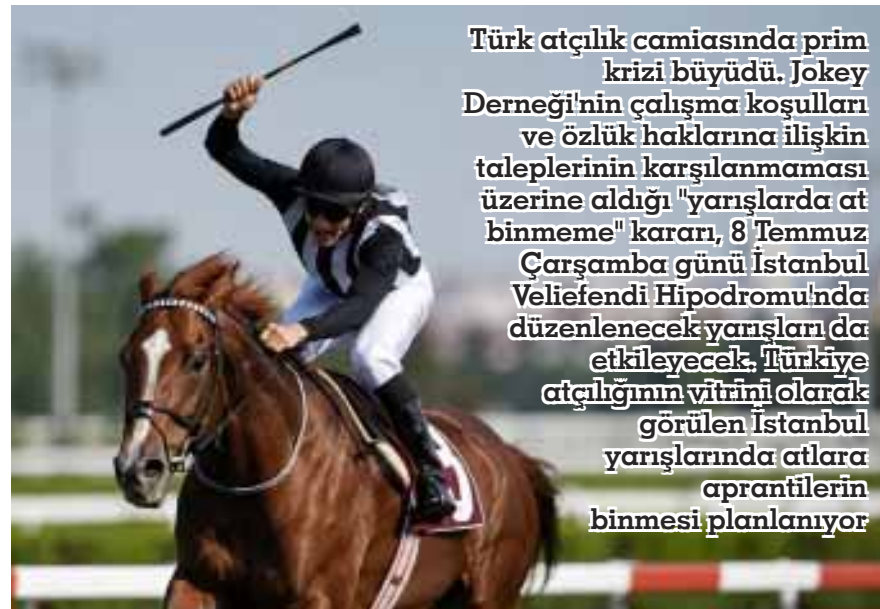 Türk atçılık camiasında prim
krizi büyüdü. Jokey
Derneği'nin çalışma koşulları
ve özlük haklarına ilişkin
taleplerinin karşılanmaması
üzerine aldığı "yarışlarda at
binmeme" kararı, 8 Temmuz
Çarşamba günü İstanbul
Veliefendi Hipodromu'nda
düzenlenecek yarışları da
etkileyecek. Türkiye
atçılığının vitrini olarak
görülen İstanbul
yarışlarında atlara
aprantilerin
binmesi planlanıyor